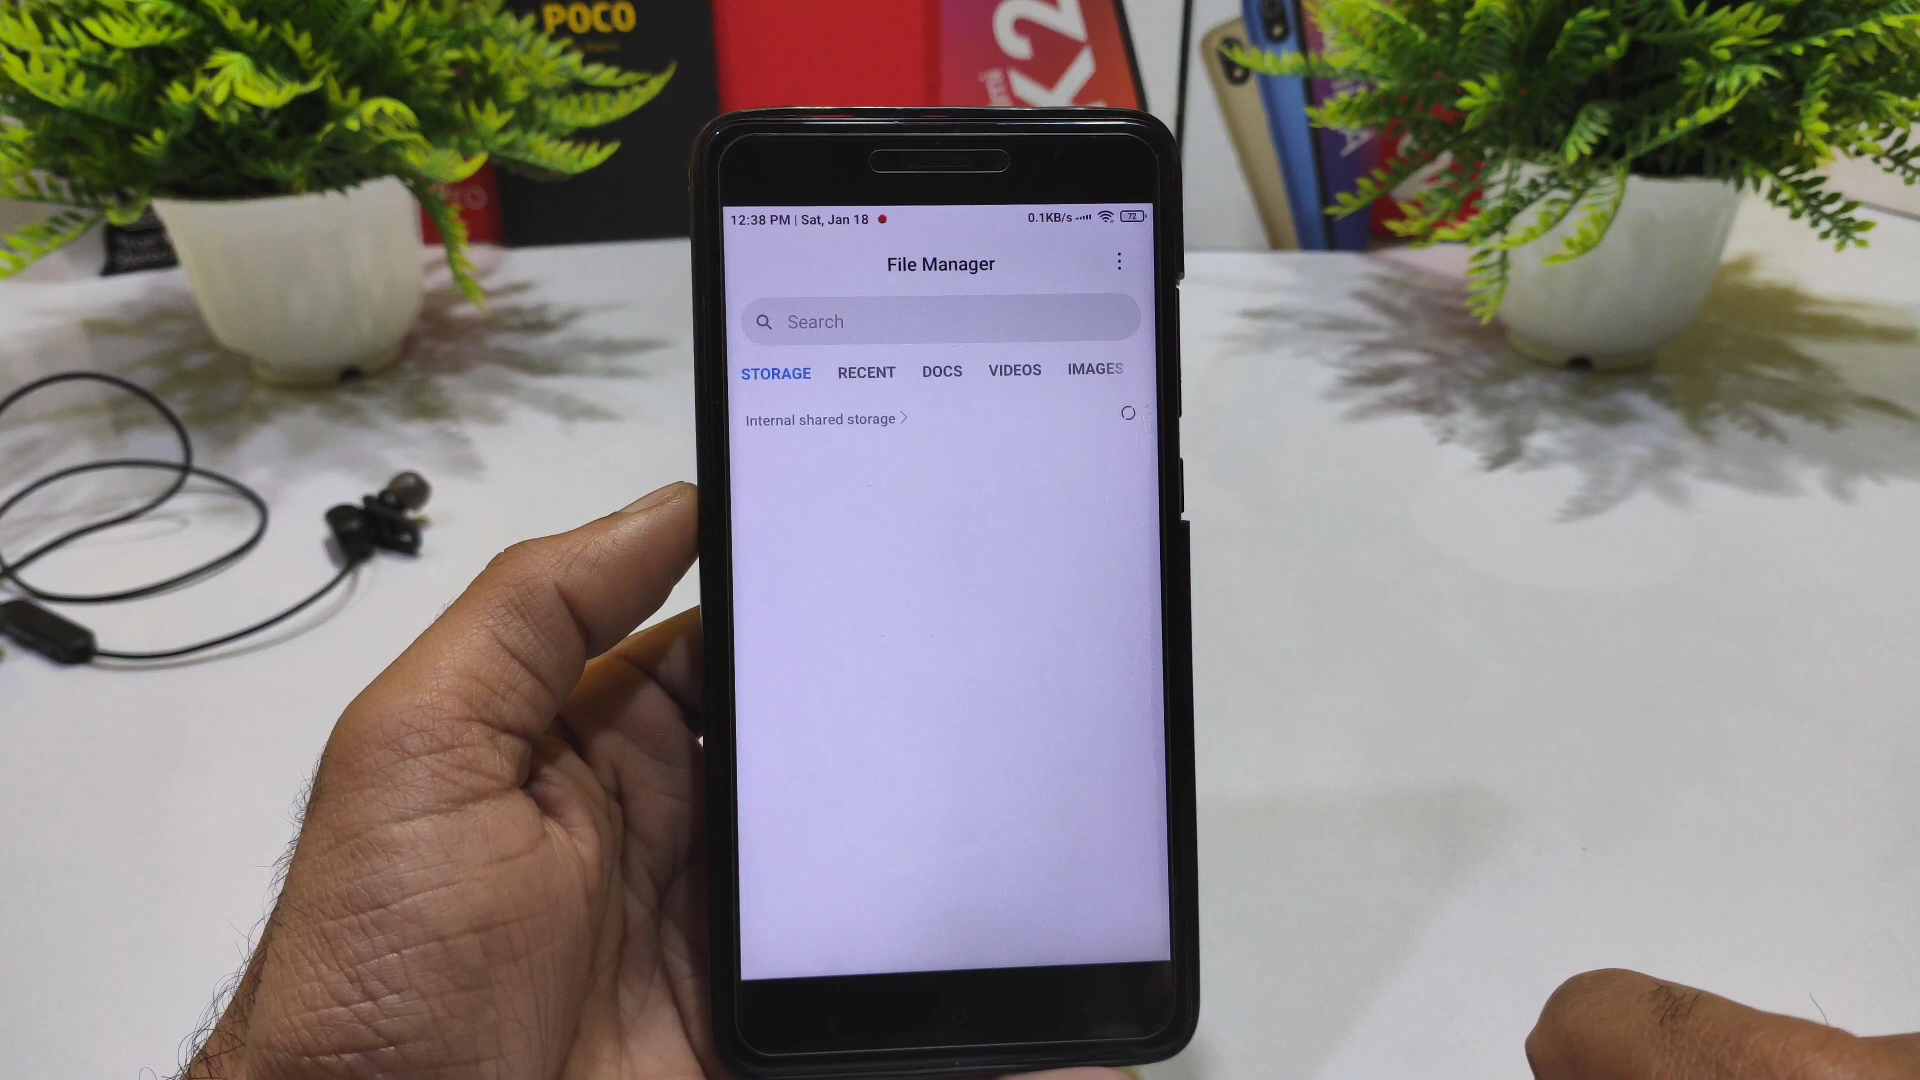 POCO
K2
12:38 PM | Sat, Jan 18
0.1KB/s
72
File Manager
Search
STORAGE RECENT DOCS VIDEOS IMAGES
Internal shared storage